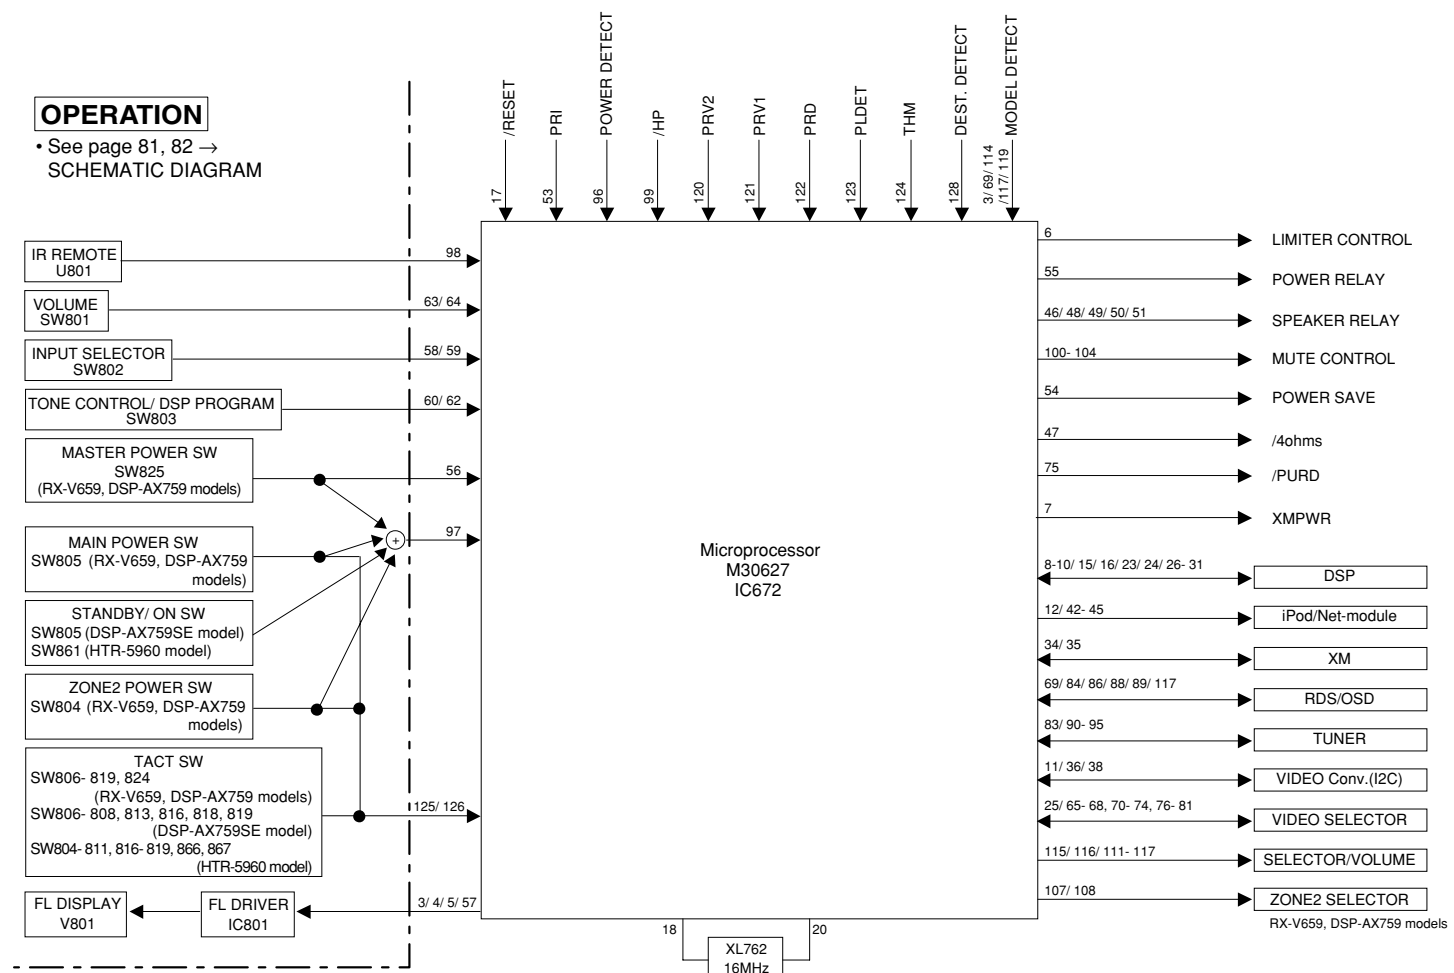 OPERATION
• See page 81, 82 →
SCHEMATIC DIAGRAM
/RESET
PRI
POWER DETECT
/HP
PRV2
PRV1
PRD
PLDET
THM
DEST. DETECT
MODEL DETECT
17
53
96
99
120
121
122
123
124
128
3/ 69/ 114
/117/ 119
IR REMOTE
U801
98
VOLUME
SW801
63/ 64
INPUT SELECTOR
SW802
58/ 59
TONE CONTROL/ DSP PROGRAM
SW803
60/ 62
MASTER POWER SW
SW825
(RX-V659, DSP-AX759 models)
56
+
97
MAIN POWER SW
SW805 (RX-V659, DSP-AX759
models)
STANDBY/ ON SW
SW805 (DSP-AX759SE model)
SW861 (HTR-5960 model)
ZONE2 POWER SW
SW804 (RX-V659, DSP-AX759
models)
TACT SW
SW806- 819, 824
(RX-V659, DSP-AX759 models)
SW806- 808, 813, 816, 818, 819
(DSP-AX759SE model)
SW804- 811, 816- 819, 866, 867
(HTR-5960 model)
125/ 126
FL DISPLAY
V801
FL DRIVER
IC801
3/ 4/ 5/ 57
Microprocessor
M30627
IC672
18
20
XL762
16MHz
6
LIMITER CONTROL
55
POWER RELAY
46/ 48/ 49/ 50/ 51
SPEAKER RELAY
100- 104
MUTE CONTROL
54
POWER SAVE
47
/4ohms
75
/PURD
7
XMPWR
8-10/ 15/ 16/ 23/ 24/ 26- 31
DSP
12/ 42- 45
iPod/Net-module
34/ 35
XM
69/ 84/ 86/ 88/ 89/ 117
RDS/OSD
83/ 90- 95
TUNER
11/ 36/ 38
VIDEO Conv.(I2C)
25/ 65- 68, 70- 74, 76- 81
VIDEO SELECTOR
115/ 116/ 111- 117
SELECTOR/VOLUME
107/ 108
ZONE2 SELECTOR
RX-V659, DSP-AX759 models